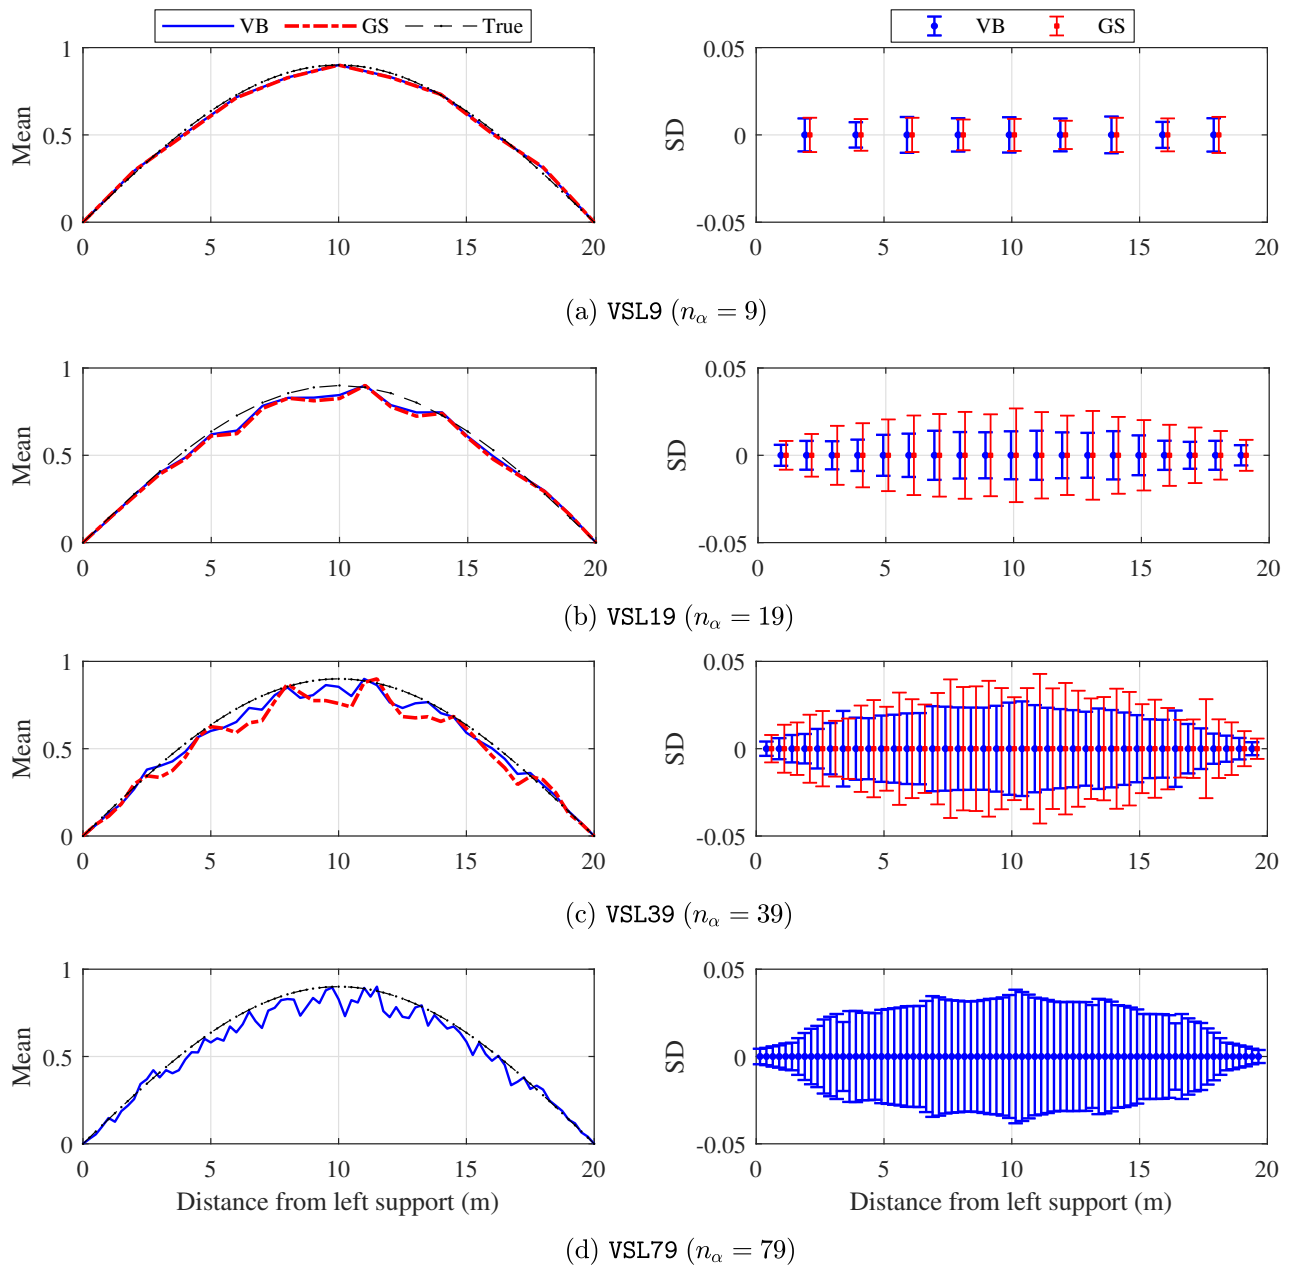 VB GS True
VB GS
Mean
1
0.5
0
0 5 10 15 20
SD
0.05
0
-0.05
0 5 10 15 20
(a) VSL9 (nα = 9)
Mean
1
0.5
0
0 5 10 15 20
SD
0.05
0
-0.05
0 5 10 15 20
(b) VSL19 (nα = 19)
Mean
1
0.5
0
0 5 10 15 20
SD
0.05
0
-0.05
0 5 10 15 20
(c) VSL39 (nα = 39)
Mean
1
0.5
0
0 5 10 15 20
Distance from left support (m)
SD
0.05
0
-0.05
0 5 10 15 20
Distance from left support (m)
(d) VSL79 (nα = 79)